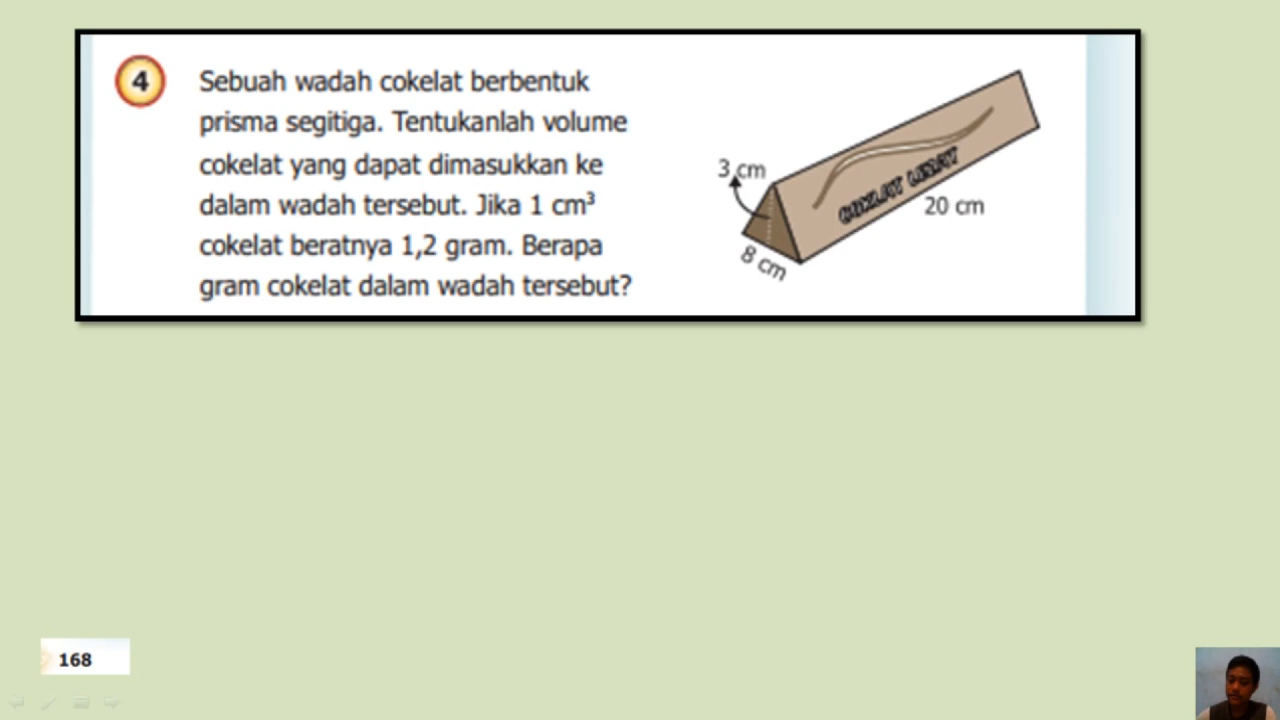 4
Sebuah wadah cokelat berbentuk
prisma segitiga. Tentukanlah volume
cokelat yang dapat dimasukkan ke
dalam wadah tersebut. Jika 1 cm³
cokelat beratnya 1,2 gram. Berapa
gram cokelat dalam wadah tersebut?
3 cm
COKLAT LEZAT
20 cm
8 cm
168